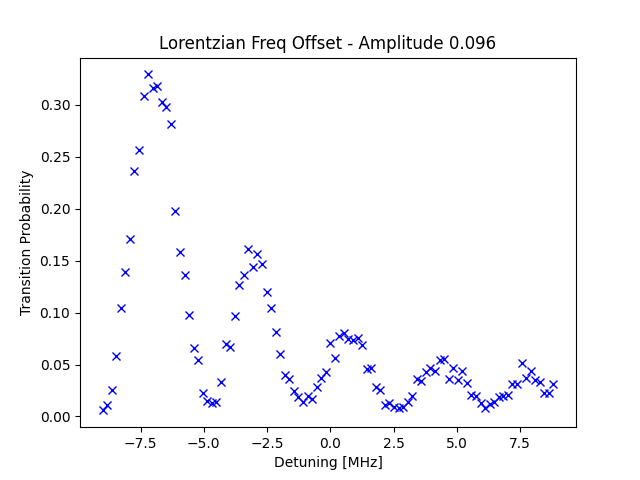 Lorentzian Freq Offset - Amplitude 0.096
Transition Probability
0.30
0.25
0.20
0.15
0.10
0.05
0.00
−7.5 −5.0 −2.5 0.0 2.5 5.0 7.5
Detuning [MHz]